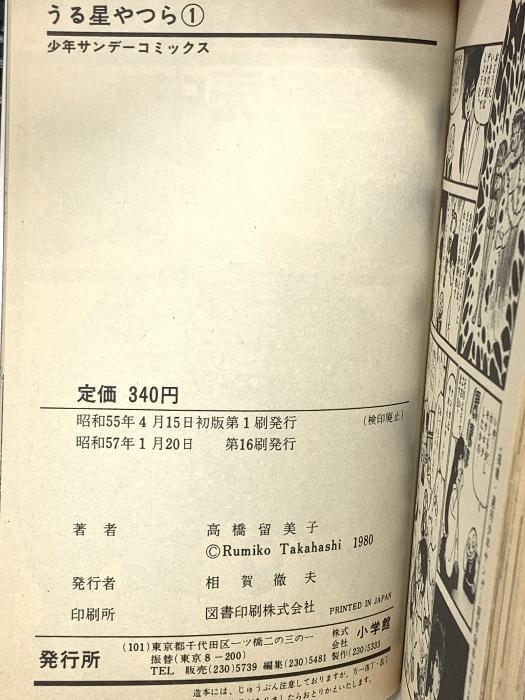 うる星やつら①
少年サンデーコミックス
定価 340円
昭和55年4月15日初版第1刷発行 (検印廃止)
昭和57年1月20日 第16刷発行
著者 高橋留美子
©Rumiko Takahashi 1980
発行者 相賀徹夫
印刷所 図書印刷株式会社 PRINTED IN JAPAN
発行所 (101)東京都千代田区一ツ橋二の三の一 株式会社 小学館
振替(東京8-200)
TEL 販売(230)5739 編集(230)5481 製作(230)5333
造本には、じゅうぶん注意しておりますが、万一落丁・乱丁